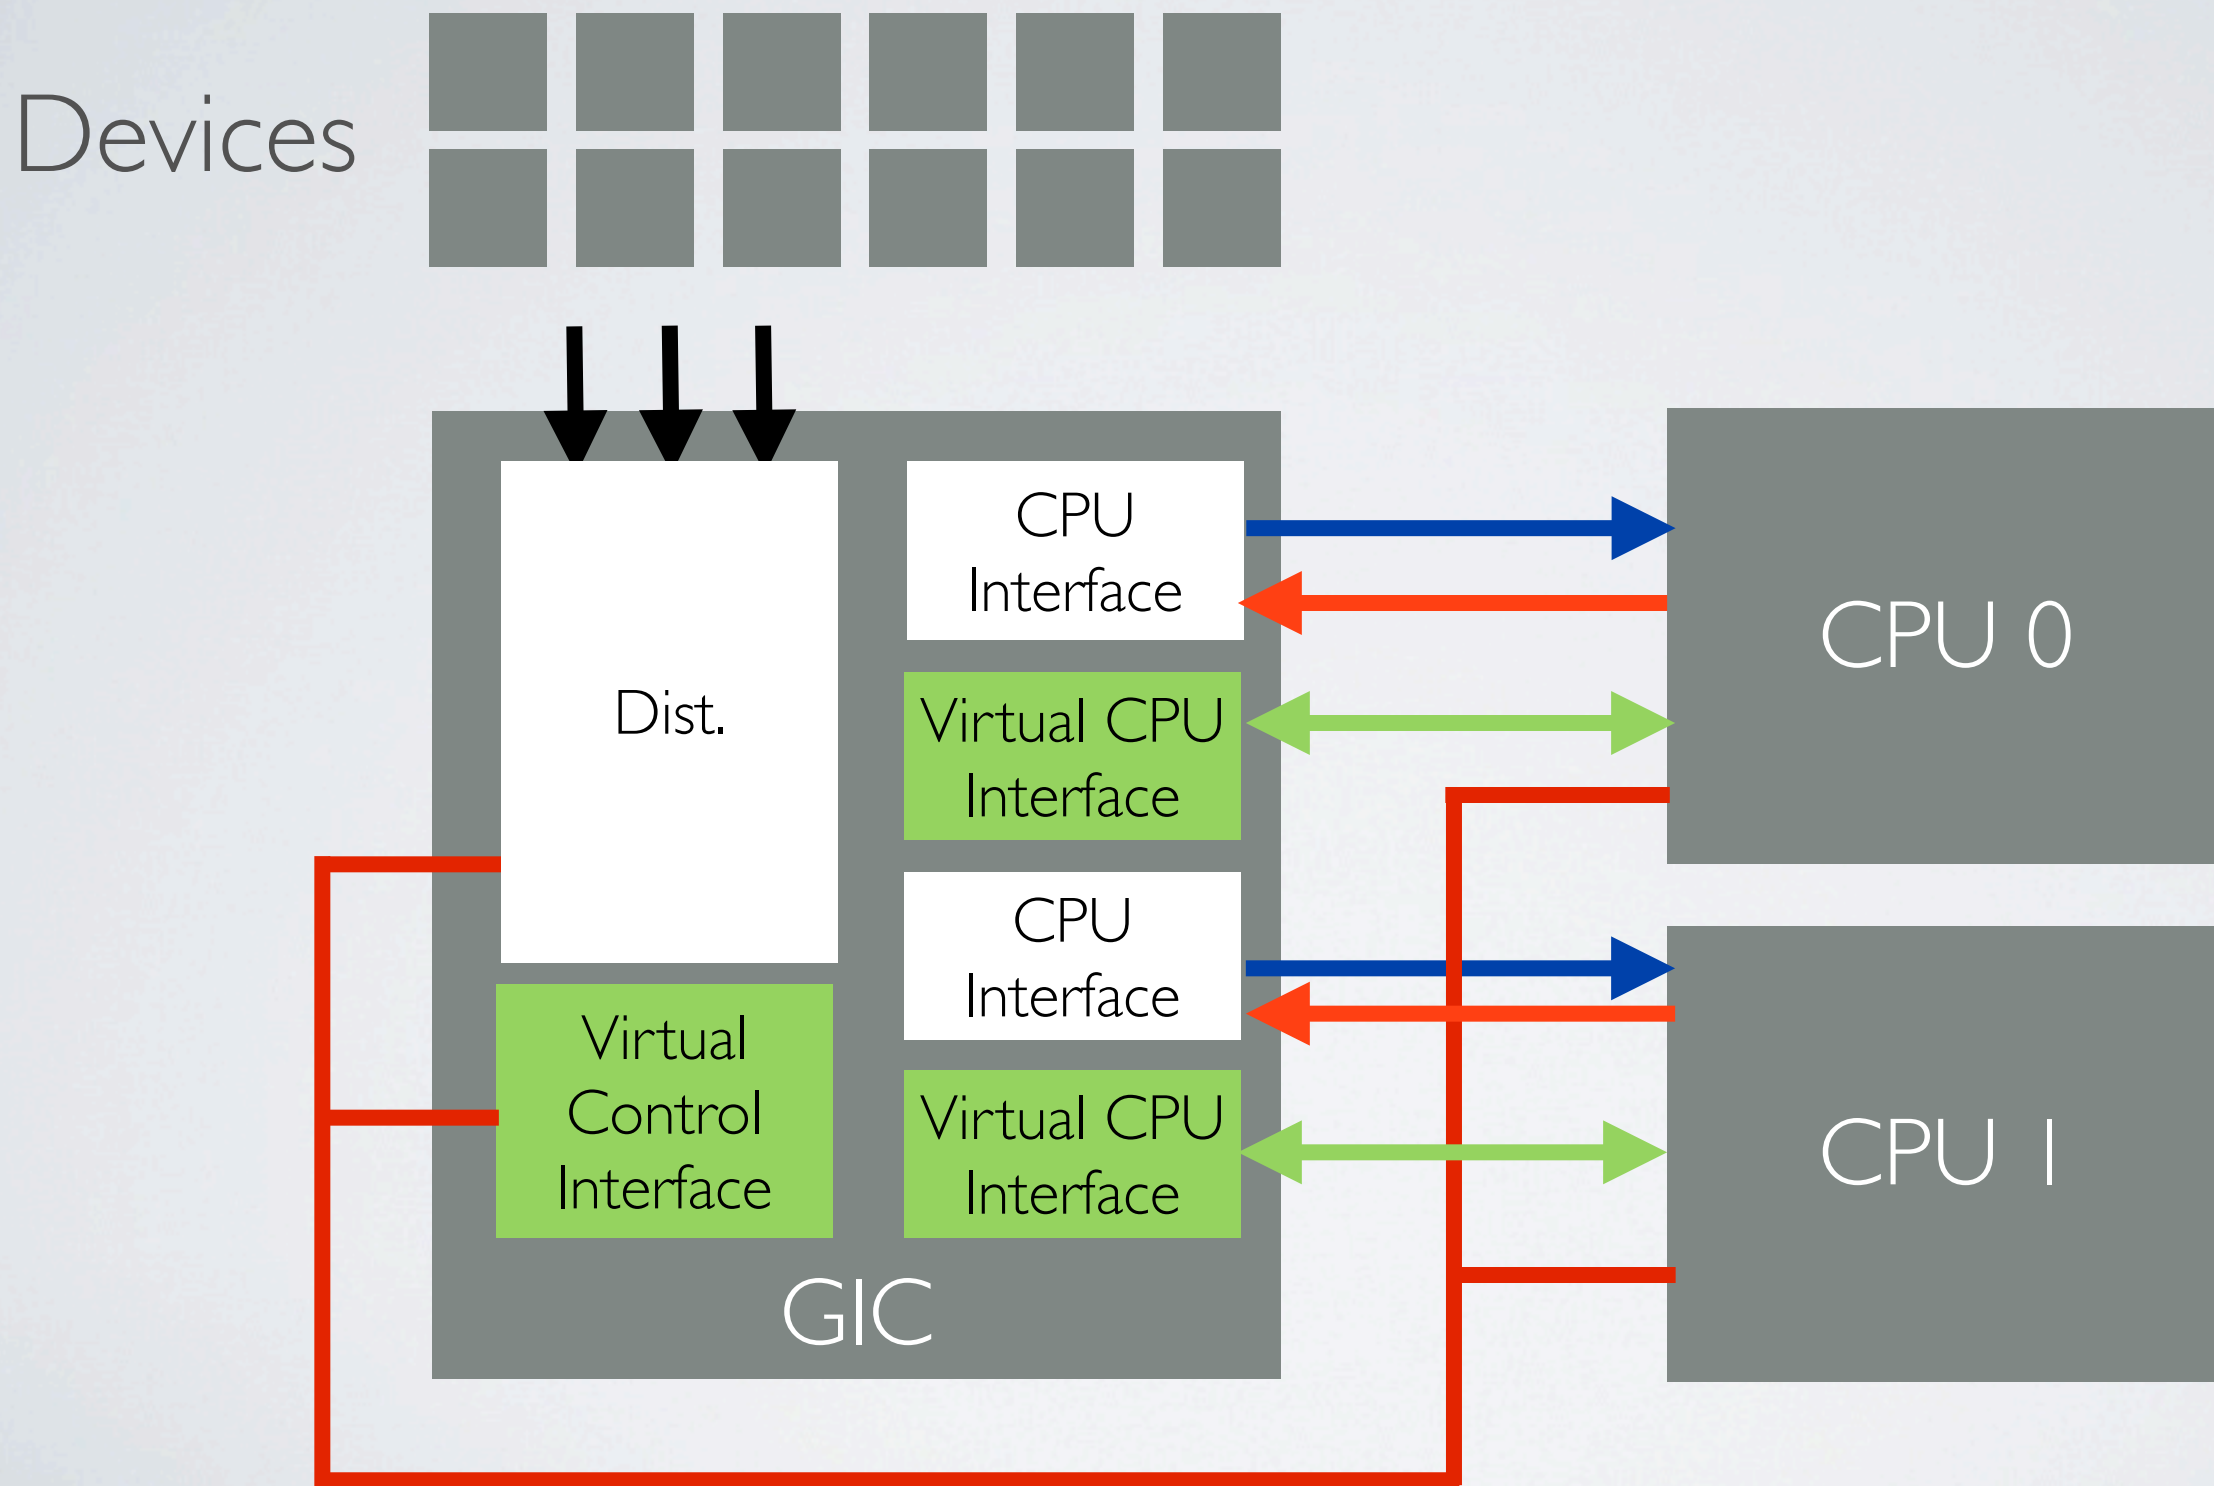 Devices
Dist.
CPU
Interface
Virtual CPU
Interface
CPU
Interface
Virtual
Control
Interface
Virtual CPU
Interface
GIC
CPU 0
CPU 1